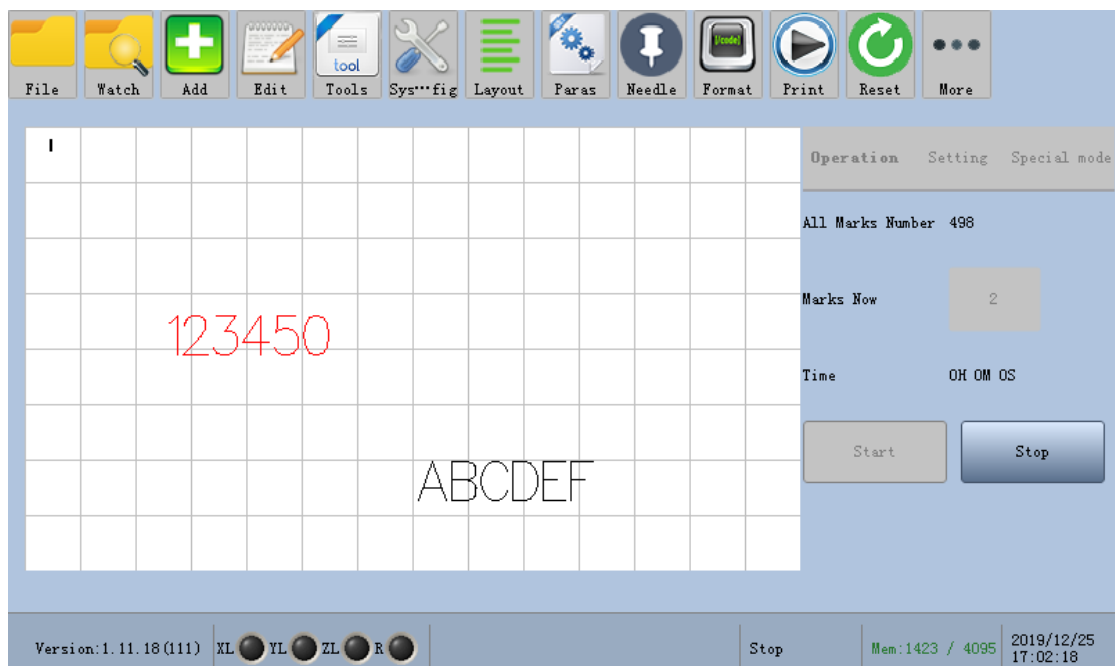 tool
[/code]
File Watch Add Edit Tools Sys…fig Layout Paras Needle Format Print Reset More
Operation Setting Special mode
All Marks Number 498
123450
Marks Now 2
Time 0H 0M 0S
Start Stop
ABCDEF
Version:1.11.18(111) XL YL ZL R Stop Mem:1423 / 4095 2019/12/25
17:02:18